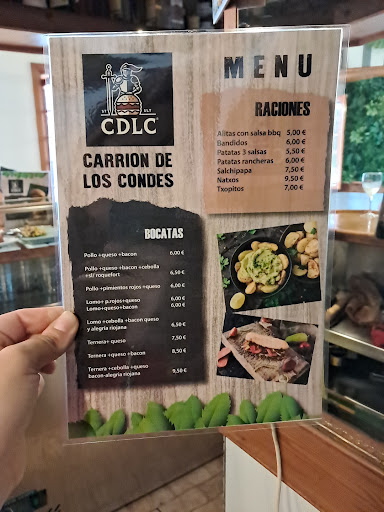 CDLC
CARRION DE
LOS CONDES
MENU
RACIONES
Alitas con salsa bbq 5,00 €
Bandidos 6,00 €
Patatas 3 salsas 5,50 €
Patatas rancheras 6,00 €
Salchipapa 7,50 €
Natxos 9,50 €
Txopitos 7,00 €
BOCATAS
Pollo +queso+bacon 6,00 €
Pollo +queso+bacon+cebolla
+sll roquefort 6,50 €
Pollo+pimientos rojos +queso 6,00 €
Lomo+ p.rojos+queso 6,00 €
Lomo+queso+bacon 6,00 €
Lomo +cebolla +bacon queso
y alegria riojana 6,50 €
Ternera+ queso 7,50 €
Ternera +queso +bacon 8,50 €
Ternera +cebolla +queso
bacon-alegria riojana 9,50 €